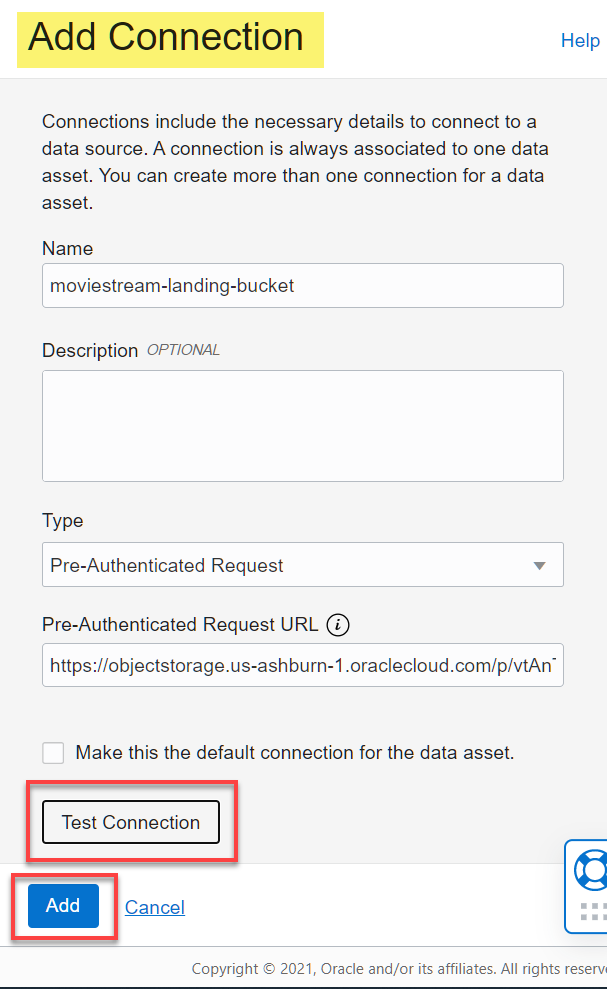 Add Connection
Help
Connections include the necessary details to connect to a
data source. A connection is always associated to one data
asset. You can create more than one connection for a data
asset.
Name
moviestream-landing-bucket
Description OPTIONAL
Type
Pre-Authenticated Request
Pre-Authenticated Request URL i
https://objectstorage.us-ashburn-1.oraclecloud.com/p/vtAn
Make this the default connection for the data asset.
Test Connection
Add Cancel
Copyright © 2021, Oracle and/or its affiliates. All rights reserve